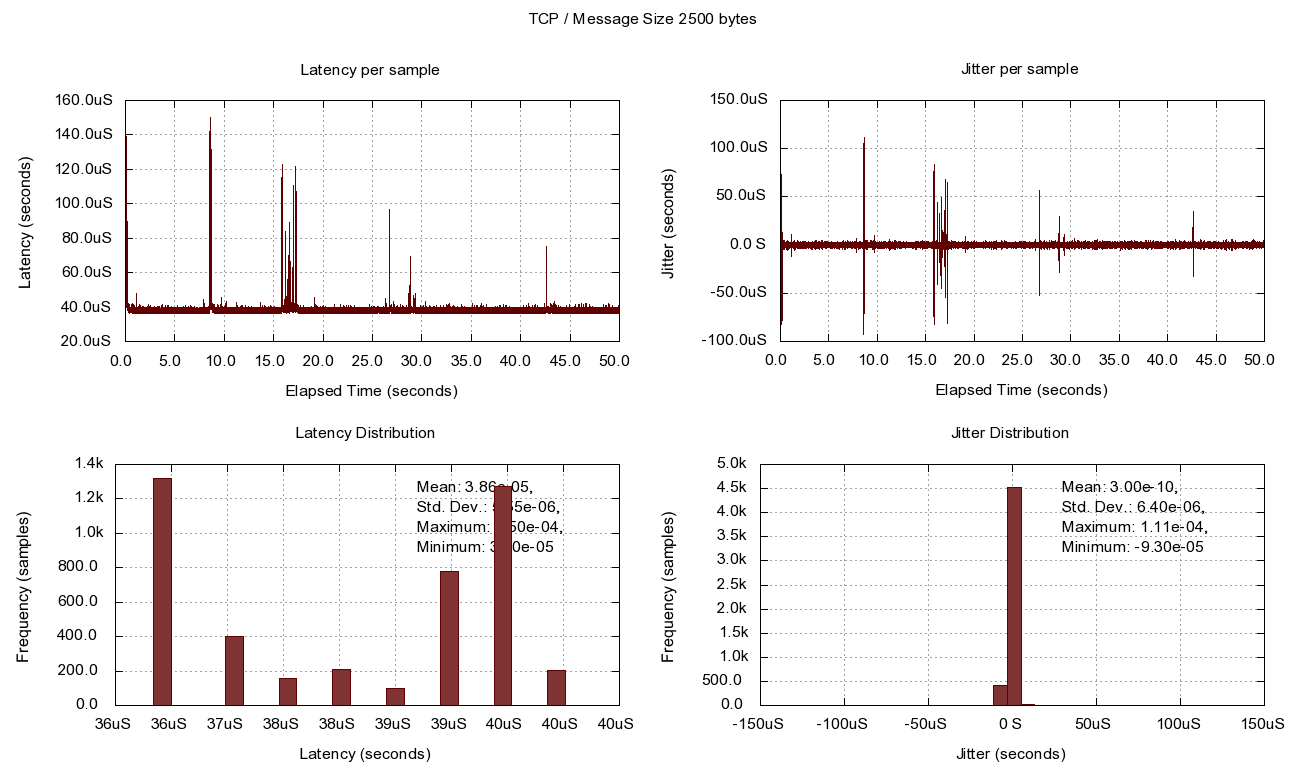 TCP / Message Size 2500 bytes
Latency per sample
Latency (seconds)
160.0uS
140.0uS
120.0uS
100.0uS
80.0uS
60.0uS
40.0uS
20.0uS
0.0 5.0 10.0 15.0 20.0 25.0 30.0 35.0 40.0 45.0 50.0
Elapsed Time (seconds)
Jitter per sample
Jitter (seconds)
150.0uS
100.0uS
50.0uS
0.0 S
-50.0uS
-100.0uS
0.0 5.0 10.0 15.0 20.0 25.0 30.0 35.0 40.0 45.0 50.0
Elapsed Time (seconds)
Latency Distribution
Frequency (samples)
1.4k
1.2k
1.0k
800.0
600.0
400.0
200.0
0.0
Mean: 3.86e-05,
Std. Dev.:
Maximum:
Minimum:
36uS 36uS 37uS 38uS 38uS 39uS 39uS 40uS 40uS 40uS
Latency (seconds)
Jitter Distribution
Frequency (samples)
5.0k
4.5k
4.0k
3.5k
3.0k
2.5k
2.0k
1.5k
1.0k
500.0
0.0
Mean: 3.00e-10,
Std. Dev.: 6.40e-06,
Maximum: 1.11e-04,
Minimum: -9.30e-05
-150uS -100uS -50uS 0 S 50uS 100uS 150uS
Jitter (seconds)